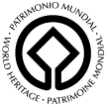 PATRIMONIO MUNDIAL •
WORLD HERITAGE •
PATRIMOINE MONDIAL •